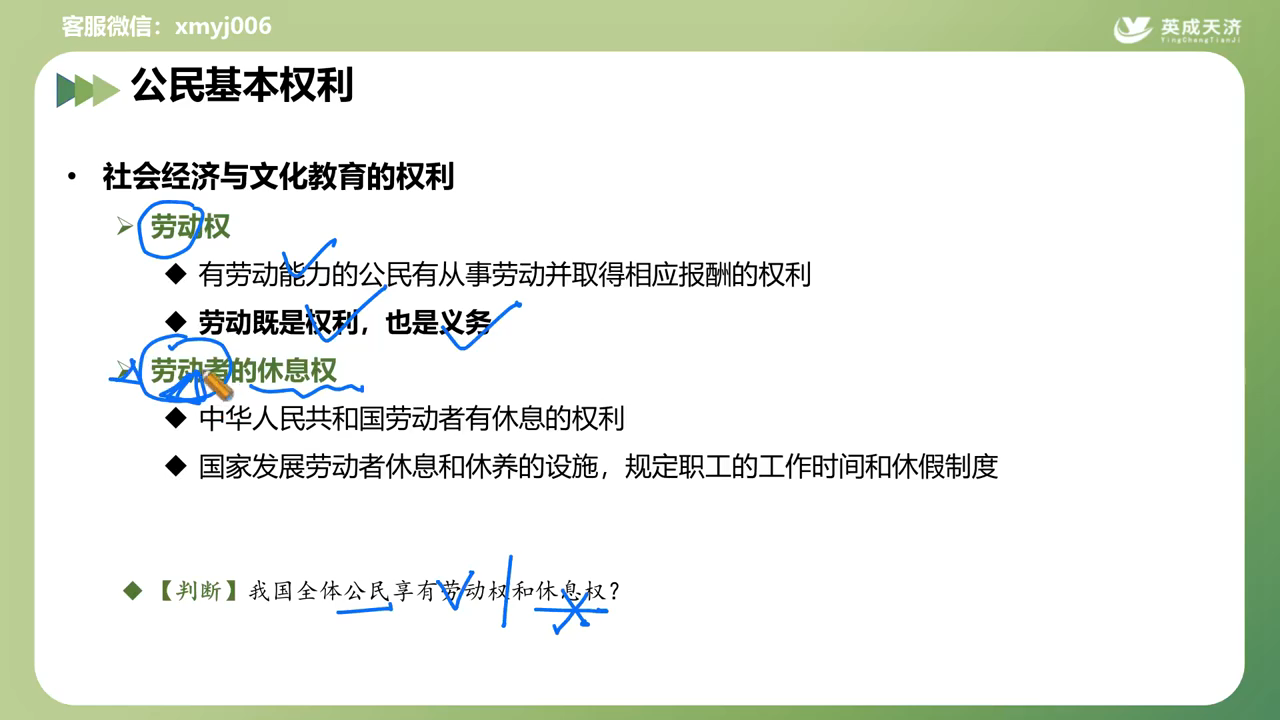 客服微信：xmyj006
英成天济
YingChengTianJi
公民基本权利
• 社会经济与文化教育的权利
劳动权
◆ 有劳动能力的公民有从事劳动并取得相应报酬的权利
◆ 劳动既是权利，也是义务
劳动者的休息权
◆ 中华人民共和国劳动者有休息的权利
◆ 国家发展劳动者休息和休养的设施，规定职工的工作时间和休假制度
◆ 【判断】我国全体公民享有劳动权和休息权？